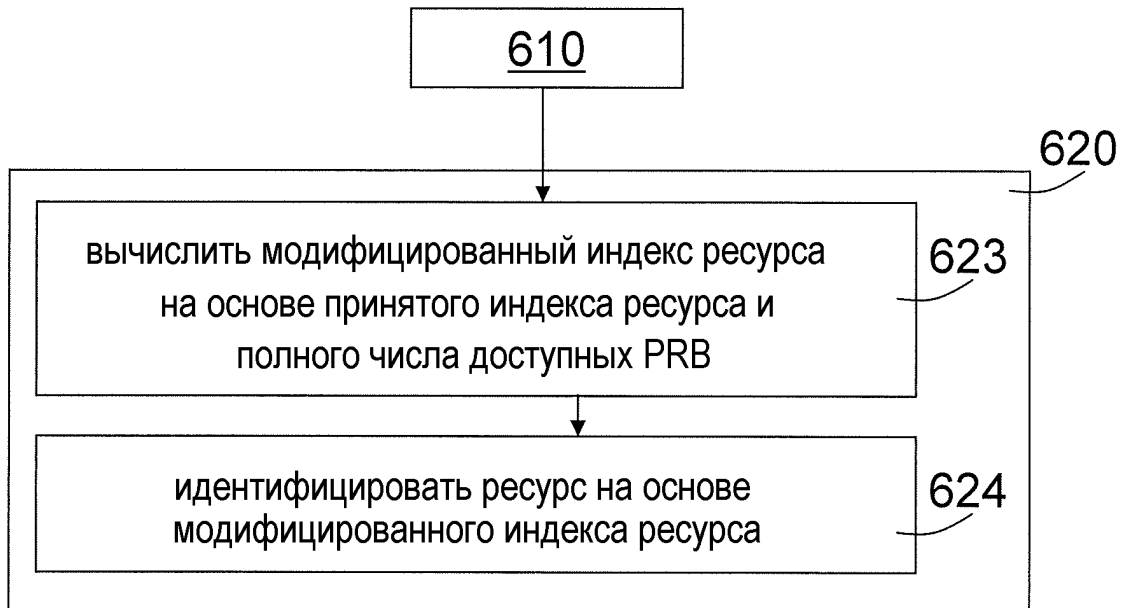 610
620
вычислить модифицированный индекс ресурса
на основе принятого индекса ресурса и
полного числа доступных PRB
623
идентифицировать ресурс на основе
модифицированного индекса ресурса
624